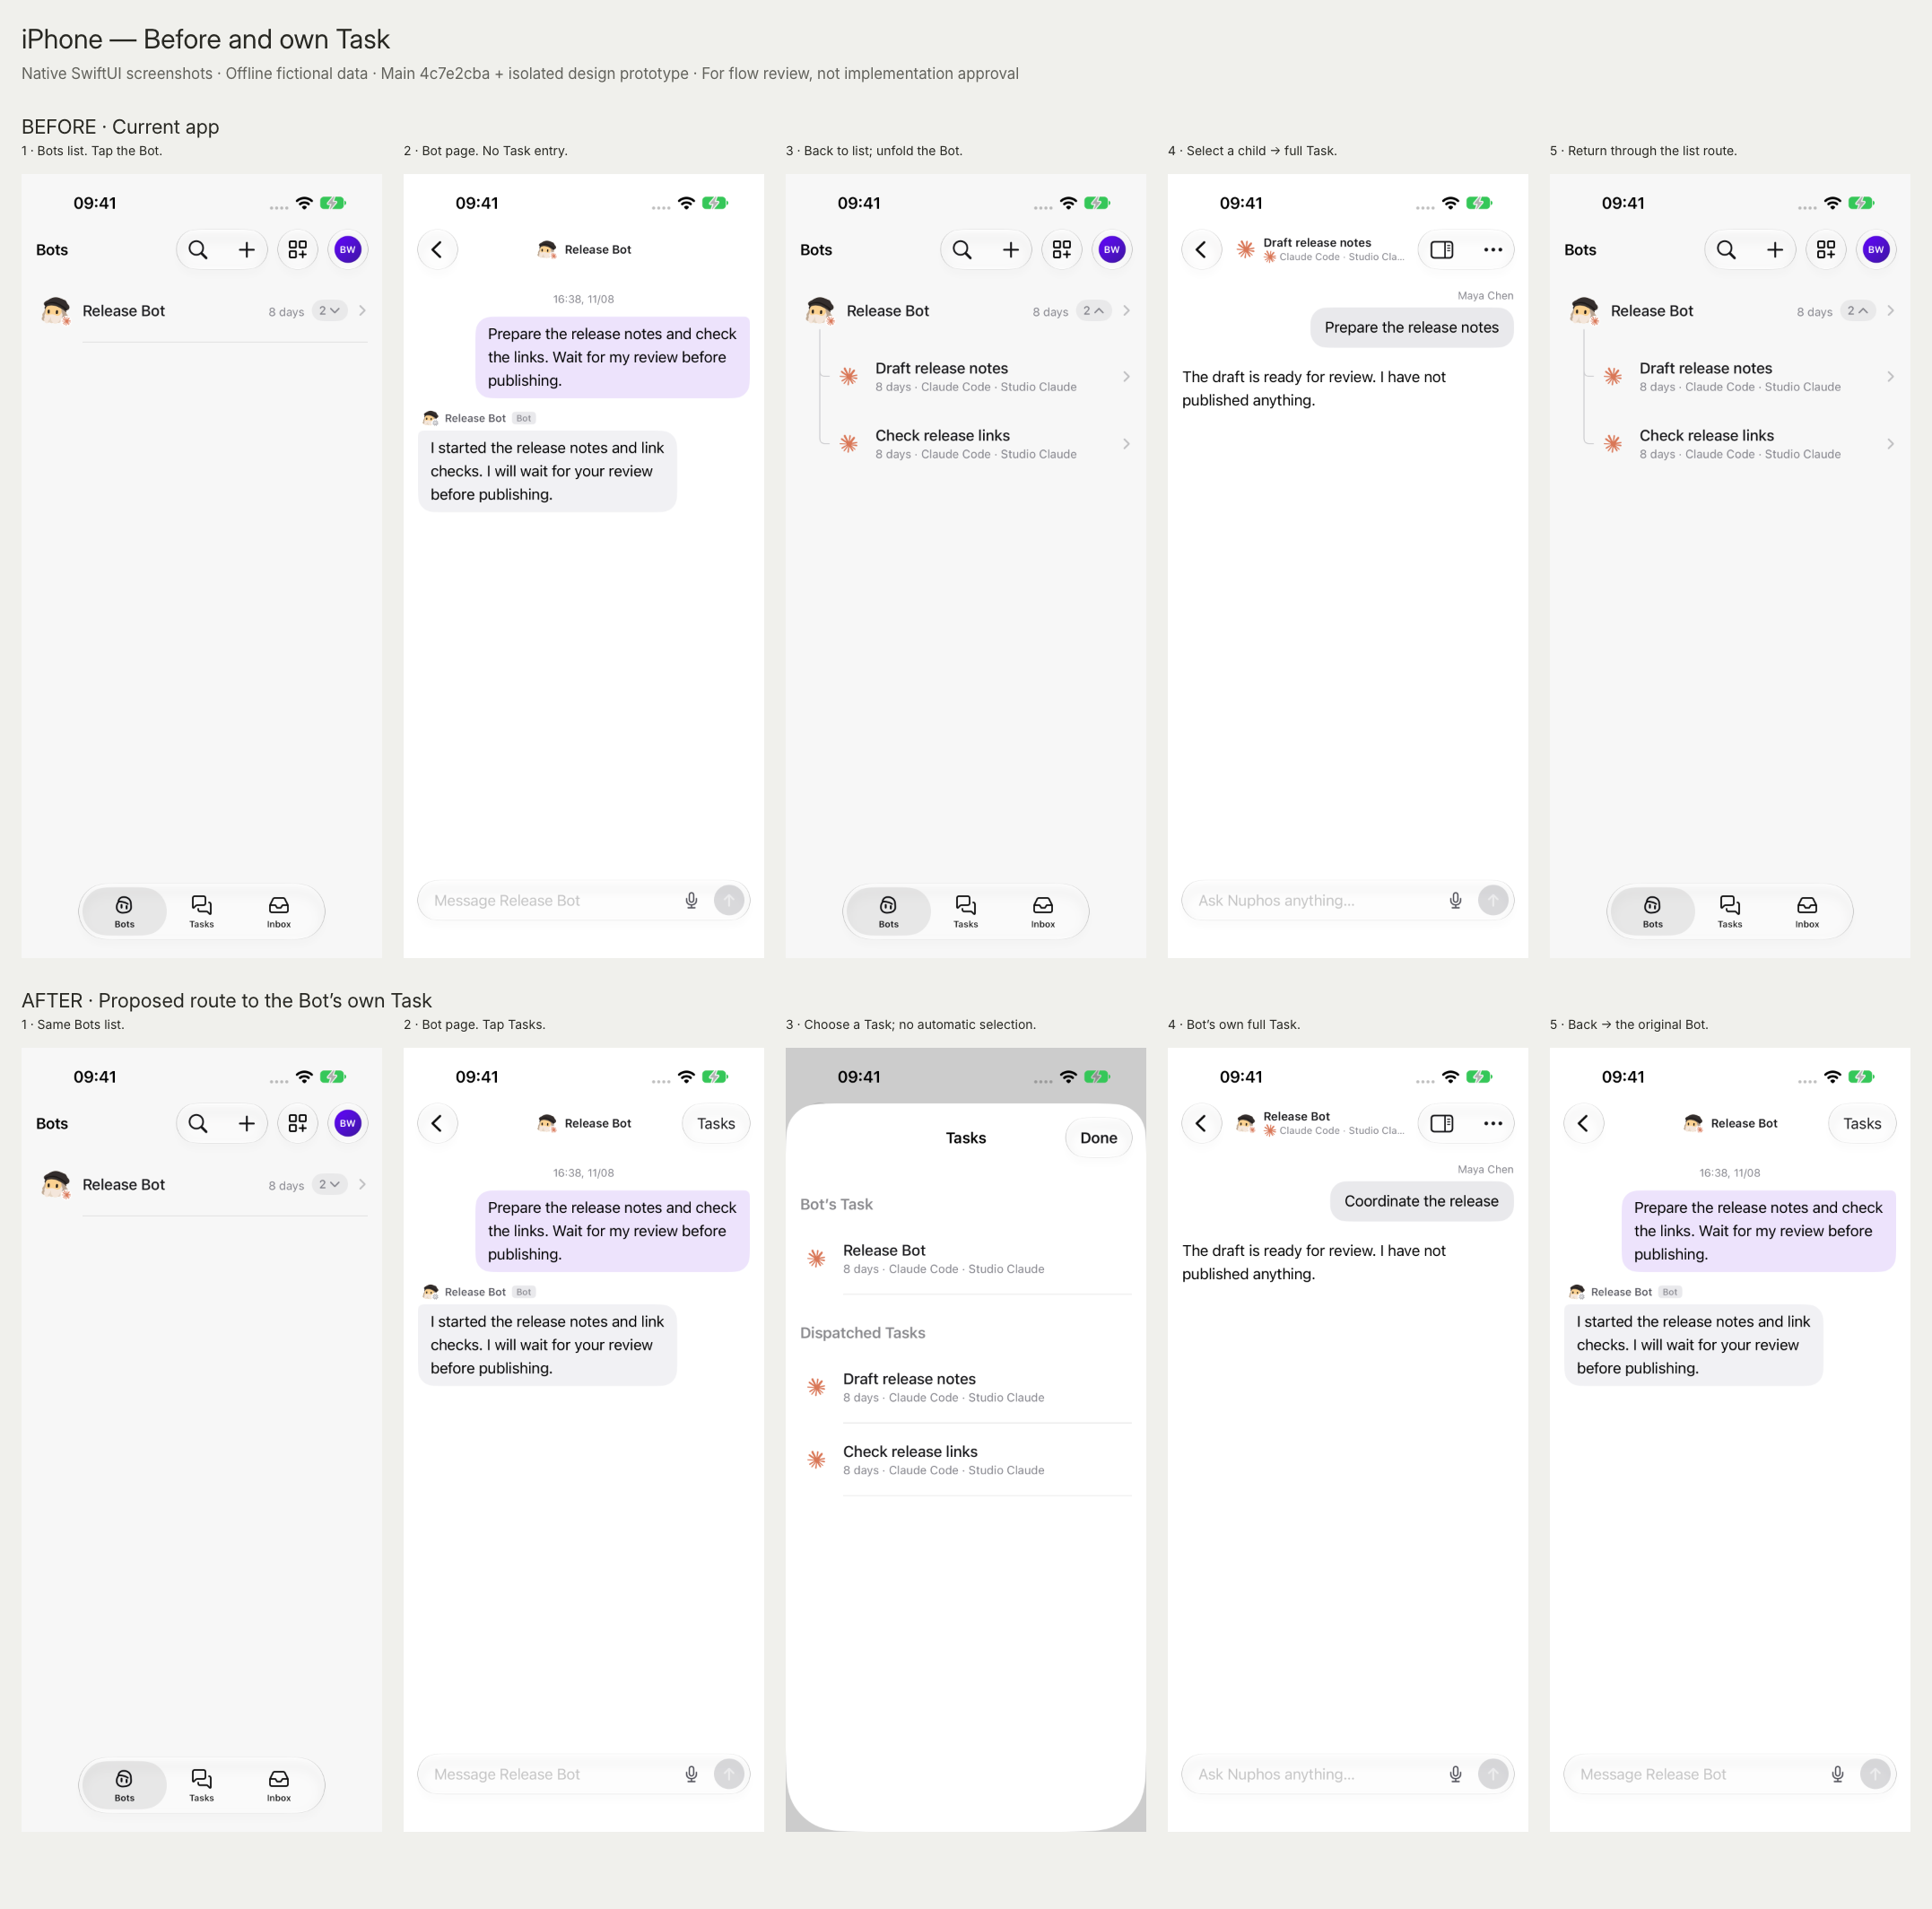 iPhone — Before and own Task
Native SwiftUI screenshots · Offline fictional data · Main 4c7e2cba + isolated design prototype · For flow review, not implementation approval
BEFORE · Current app
1 · Bots list. Tap the Bot.
09:41
Bots
BW
Release Bot
8 days
2
Bots
Tasks
Inbox
2 · Bot page. No Task entry.
09:41
Release Bot
16:38, 11/08
Prepare the release notes and check
the links. Wait for my review before
publishing.
Release Bot Bot
I started the release notes and link
checks. I will wait for your review
before publishing.
Message Release Bot
3 · Back to list; unfold the Bot.
09:41
Bots
BW
Release Bot
8 days
2
Draft release notes
8 days · Claude Code · Studio Claude
Check release links
8 days · Claude Code · Studio Claude
Bots
Tasks
Inbox
4 · Select a child → full Task.
09:41
Draft release notes
Claude Code · Studio Cla...
Maya Chen
Prepare the release notes
The draft is ready for review. I have not
published anything.
Ask Nuphos anything...
5 · Return through the list route.
09:41
Bots
BW
Release Bot
8 days
2
Draft release notes
8 days · Claude Code · Studio Claude
Check release links
8 days · Claude Code · Studio Claude
Bots
Tasks
Inbox
AFTER · Proposed route to the Bot’s own Task
1 · Same Bots list.
09:41
Bots
BW
Release Bot
8 days
2
Bots
Tasks
Inbox
2 · Bot page. Tap Tasks.
09:41
Release Bot
Tasks
16:38, 11/08
Prepare the release notes and check
the links. Wait for my review before
publishing.
Release Bot Bot
I started the release notes and link
checks. I will wait for your review
before publishing.
Message Release Bot
3 · Choose a Task; no automatic selection.
09:41
Tasks
Done
Bot’s Task
Release Bot
8 days · Claude Code · Studio Claude
Dispatched Tasks
Draft release notes
8 days · Claude Code · Studio Claude
Check release links
8 days · Claude Code · Studio Claude
4 · Bot’s own full Task.
09:41
Release Bot
Claude Code · Studio Cla...
Maya Chen
Coordinate the release
The draft is ready for review. I have not
published anything.
Ask Nuphos anything...
5 · Back → the original Bot.
09:41
Release Bot
Tasks
16:38, 11/08
Prepare the release notes and check
the links. Wait for my review before
publishing.
Release Bot Bot
I started the release notes and link
checks. I will wait for your review
before publishing.
Message Release Bot